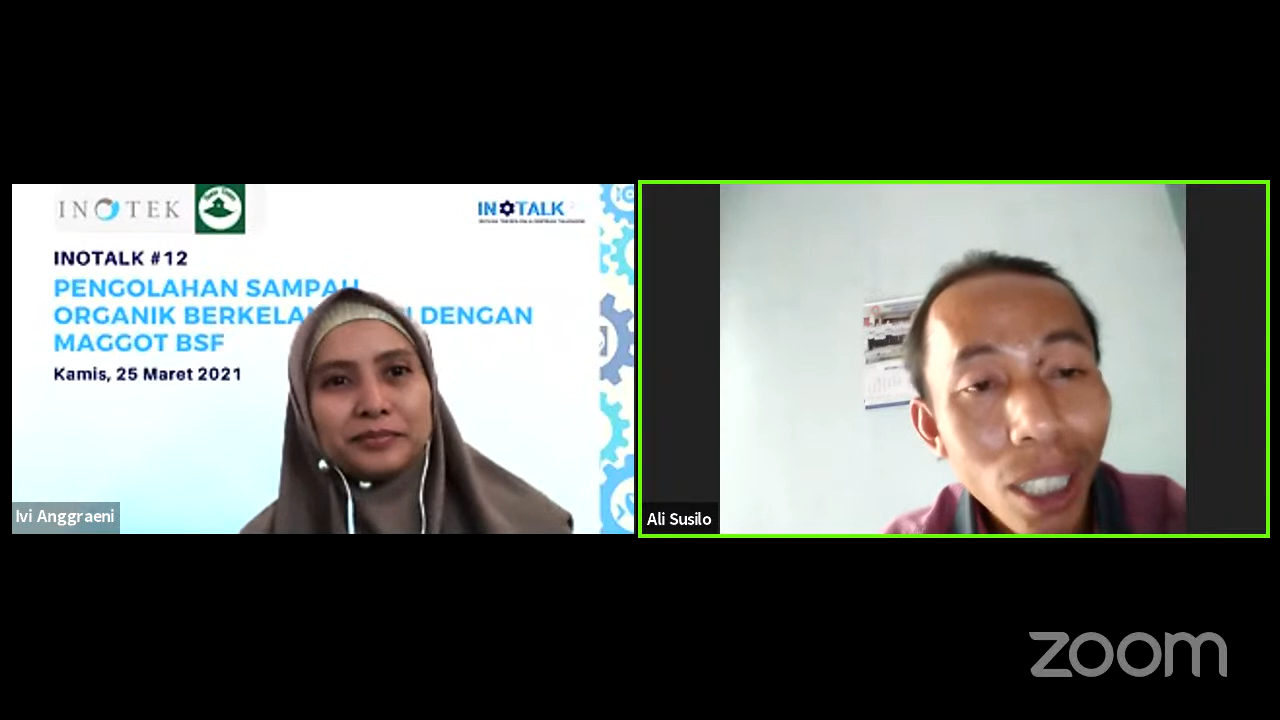 INOTEK
INOTALK
INOTALK #12
PENGOLAHAN SAMPAH
ORGANIK BERKELAN DENGAN
MAGGOT BSF
Kamis, 25 Maret 2021
Ivi Anggraeni
Ali Susilo
zoom